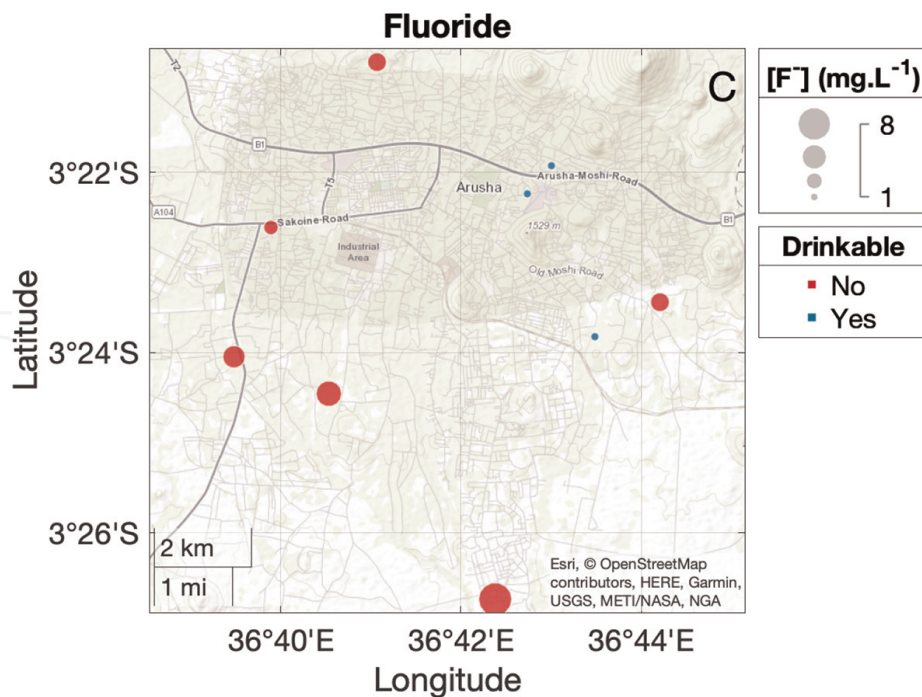 Fluoride
C
T2
B1
T5
A104
Sakoine Road
Arusha
Arusha-Moshi Road
B1
1529 m
Industrial
Area
Old Moshi Road
3°22'S
3°24'S
3°26'S
Latitude
2 km
1 mi
Esri, © OpenStreetMap
contributors, HERE, Garmin,
USGS, METI/NASA, NGA
36°40'E 36°42'E 36°44'E
Longitude
[F⁻] (mg.L⁻¹)
8
1
Drinkable
No
Yes